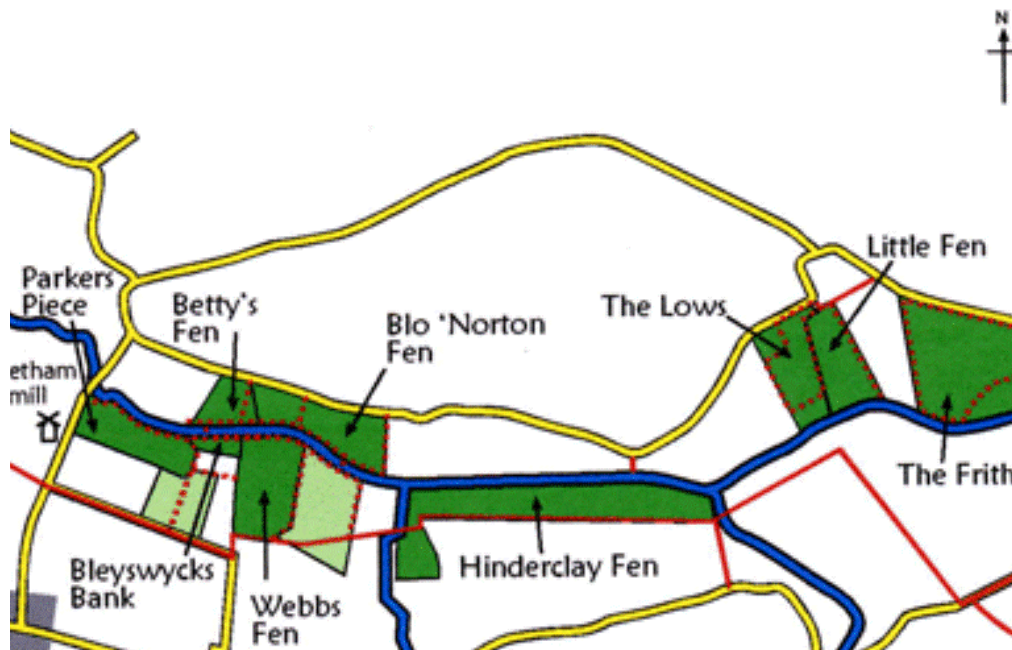 N
Little Fen
Parkers
Piece
Betty's
Fen
The Lows
Blo 'Norton
Fen
etham
mill
The Frith
Bleyswycks
Bank
Hinderclay Fen
Webbs
Fen